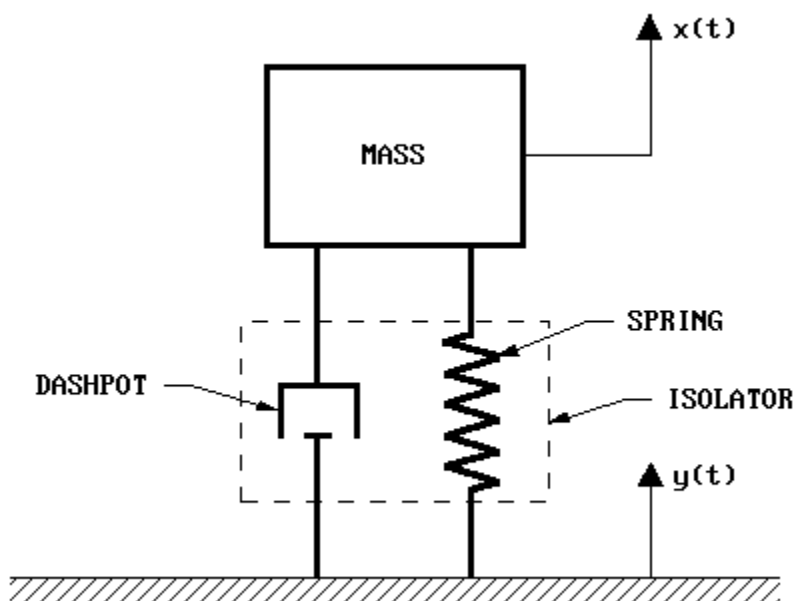 x(t)
MASS
SPRING
DASHPOT
ISOLATOR
y(t)